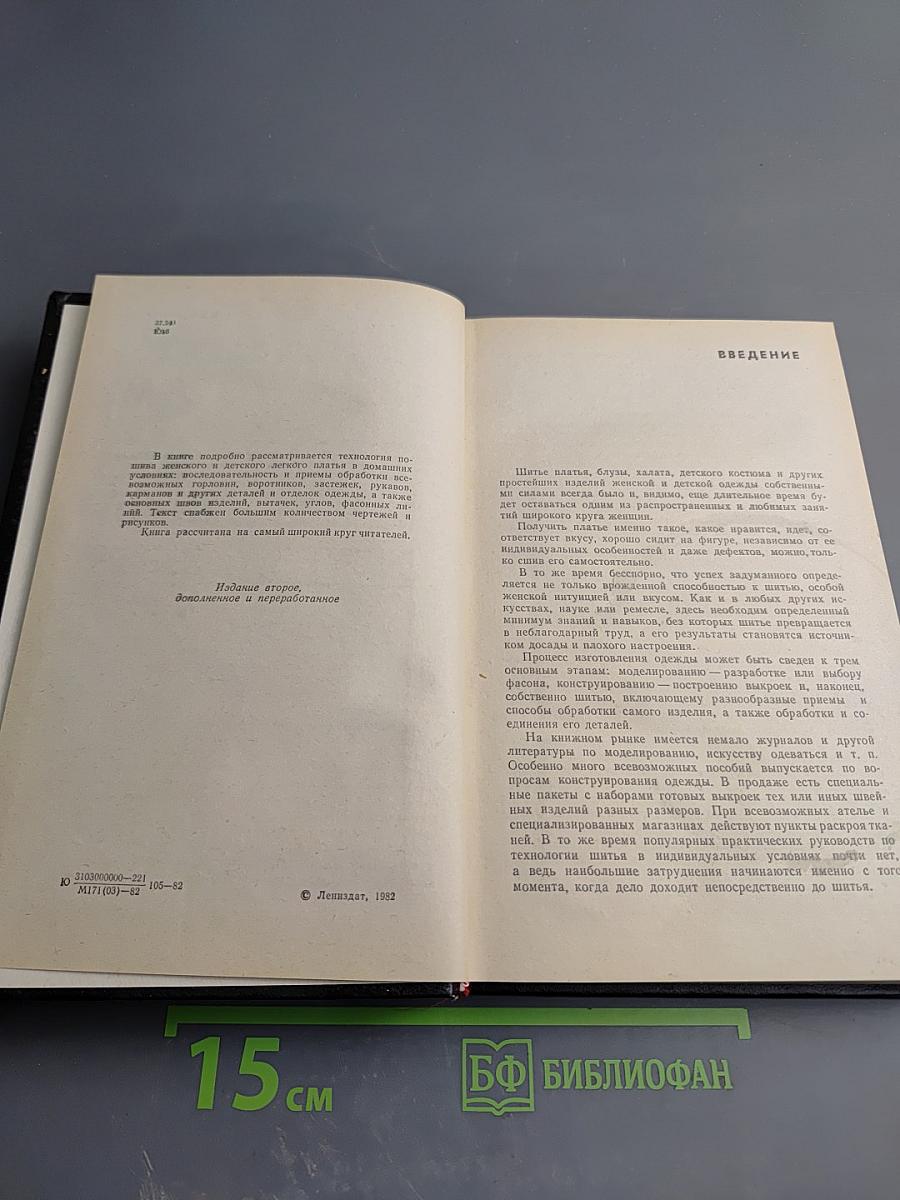 37.24
В книге подробно рассматривается технология по-
шива женского и детского легкого платья в домашних
условиях: последовательность и приемы обработки все-
возможных горловин, воротников, застежек, рукавов,
карманов и других деталей и отделок одежды, а также
основных швов изделий, вытачек, углов, фасонных ли-
ний. Текст снабжен большим количеством чертежей и
рисунков.
Книга рассчитана на самый широкий круг читателей.
Издание второе,
дополненное и переработанное
Ю 3103000000—221
М171(03)—82 105—82
© Лениздат, 1982
ВВЕДЕНИЕ
Шитье платья, блузы, халата, детского костюма и других
простейших изделий женской и детской одежды собственны-
ми силами всегда было и, видимо, еще длительное время бу-
дет оставаться одним из распространенных и любимых заня-
тий широкого круга женщин.
Получить платье именно такое, какое нравится, идет, со-
ответствует вкусу, хорошо сидит на фигуре, независимо от ее
индивидуальных особенностей и даже дефектов, можно, толь-
ко сшив его самостоятельно.
В то же время бесспорно, что успех задуманного опреде-
ляется не только врожденной способностью к шитью, особой
женской интуицией или вкусом. Как и в любых других ис-
кусствах, науке или ремесле, здесь необходим определенный
минимум знаний и навыков, без которых шитье превращается
в неблагодарный труд, а его результаты становятся источни-
ком досады и плохого настроения.
Процесс изготовления одежды может быть сведен к трем
основным этапам: моделированию — разработке или выбору
фасона, конструированию — построению выкроек и, наконец,
собственно шитью, включающему разнообразные приемы и
способы обработки самого изделия, а также обработки и со-
единения его деталей.
На книжном рынке имеется немало журналов и другой
литературы по моделированию, искусству одеваться и т. п.
Особенно много всевозможных пособий выпускается по во-
просам конструирования одежды. В продаже есть специаль-
ные пакеты с наборами готовых выкроек тех или иных швей-
ных изделий разных размеров. При всевозможных ателье и
специализированных магазинах действуют пункты раскроя тка-
ней. В то же время популярных практических руководств по
технологии шитья в индивидуальных условиях почти нет,
а ведь наибольшие затруднения начинаются именно с того
момента, когда дело доходит непосредственно до шитья.
15 см
БФ БИБЛИОФАН